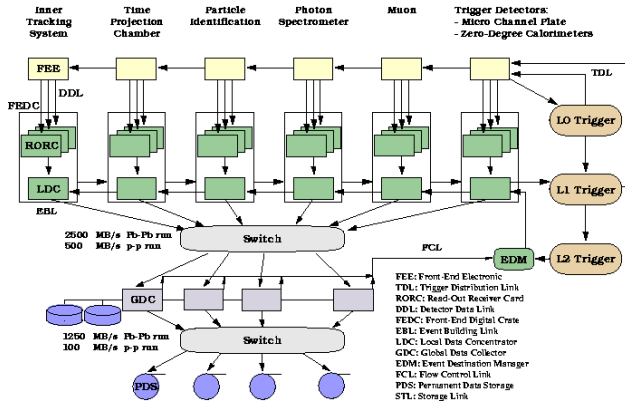 Inner
Tracking
System
Time
Projection
Chamber
Particle
Identification
Photon
Spectrometer
Muon
Trigger Detectors:
- Micro Channel Plate
- Zero-Degree Calorimeters
FEE
TDL
DDL
FEDC
RORC
L0 Trigger
LDC
L1 Trigger
EBL
2500 MB/s Pb-Pb run
500 MB/s p-p run
Switch
FCL
EDM
L2 Trigger
GDC
1250 MB/s Pb-Pb run
100 MB/s p-p run
Switch
PDS
FEE: Front-End Electronic
TDL: Trigger Distribution Link
RORC: Read-Out Receiver Card
DDL: Detector Data Link
FEDC: Front-End Digital Crate
EBL: Event Building Link
LDC: Local Data Concentrator
GDC: Global Data Collector
EDM: Event Destination Manager
FCL: Flow Control Link
PDS: Permanent Data Storage
STL: Storage Link